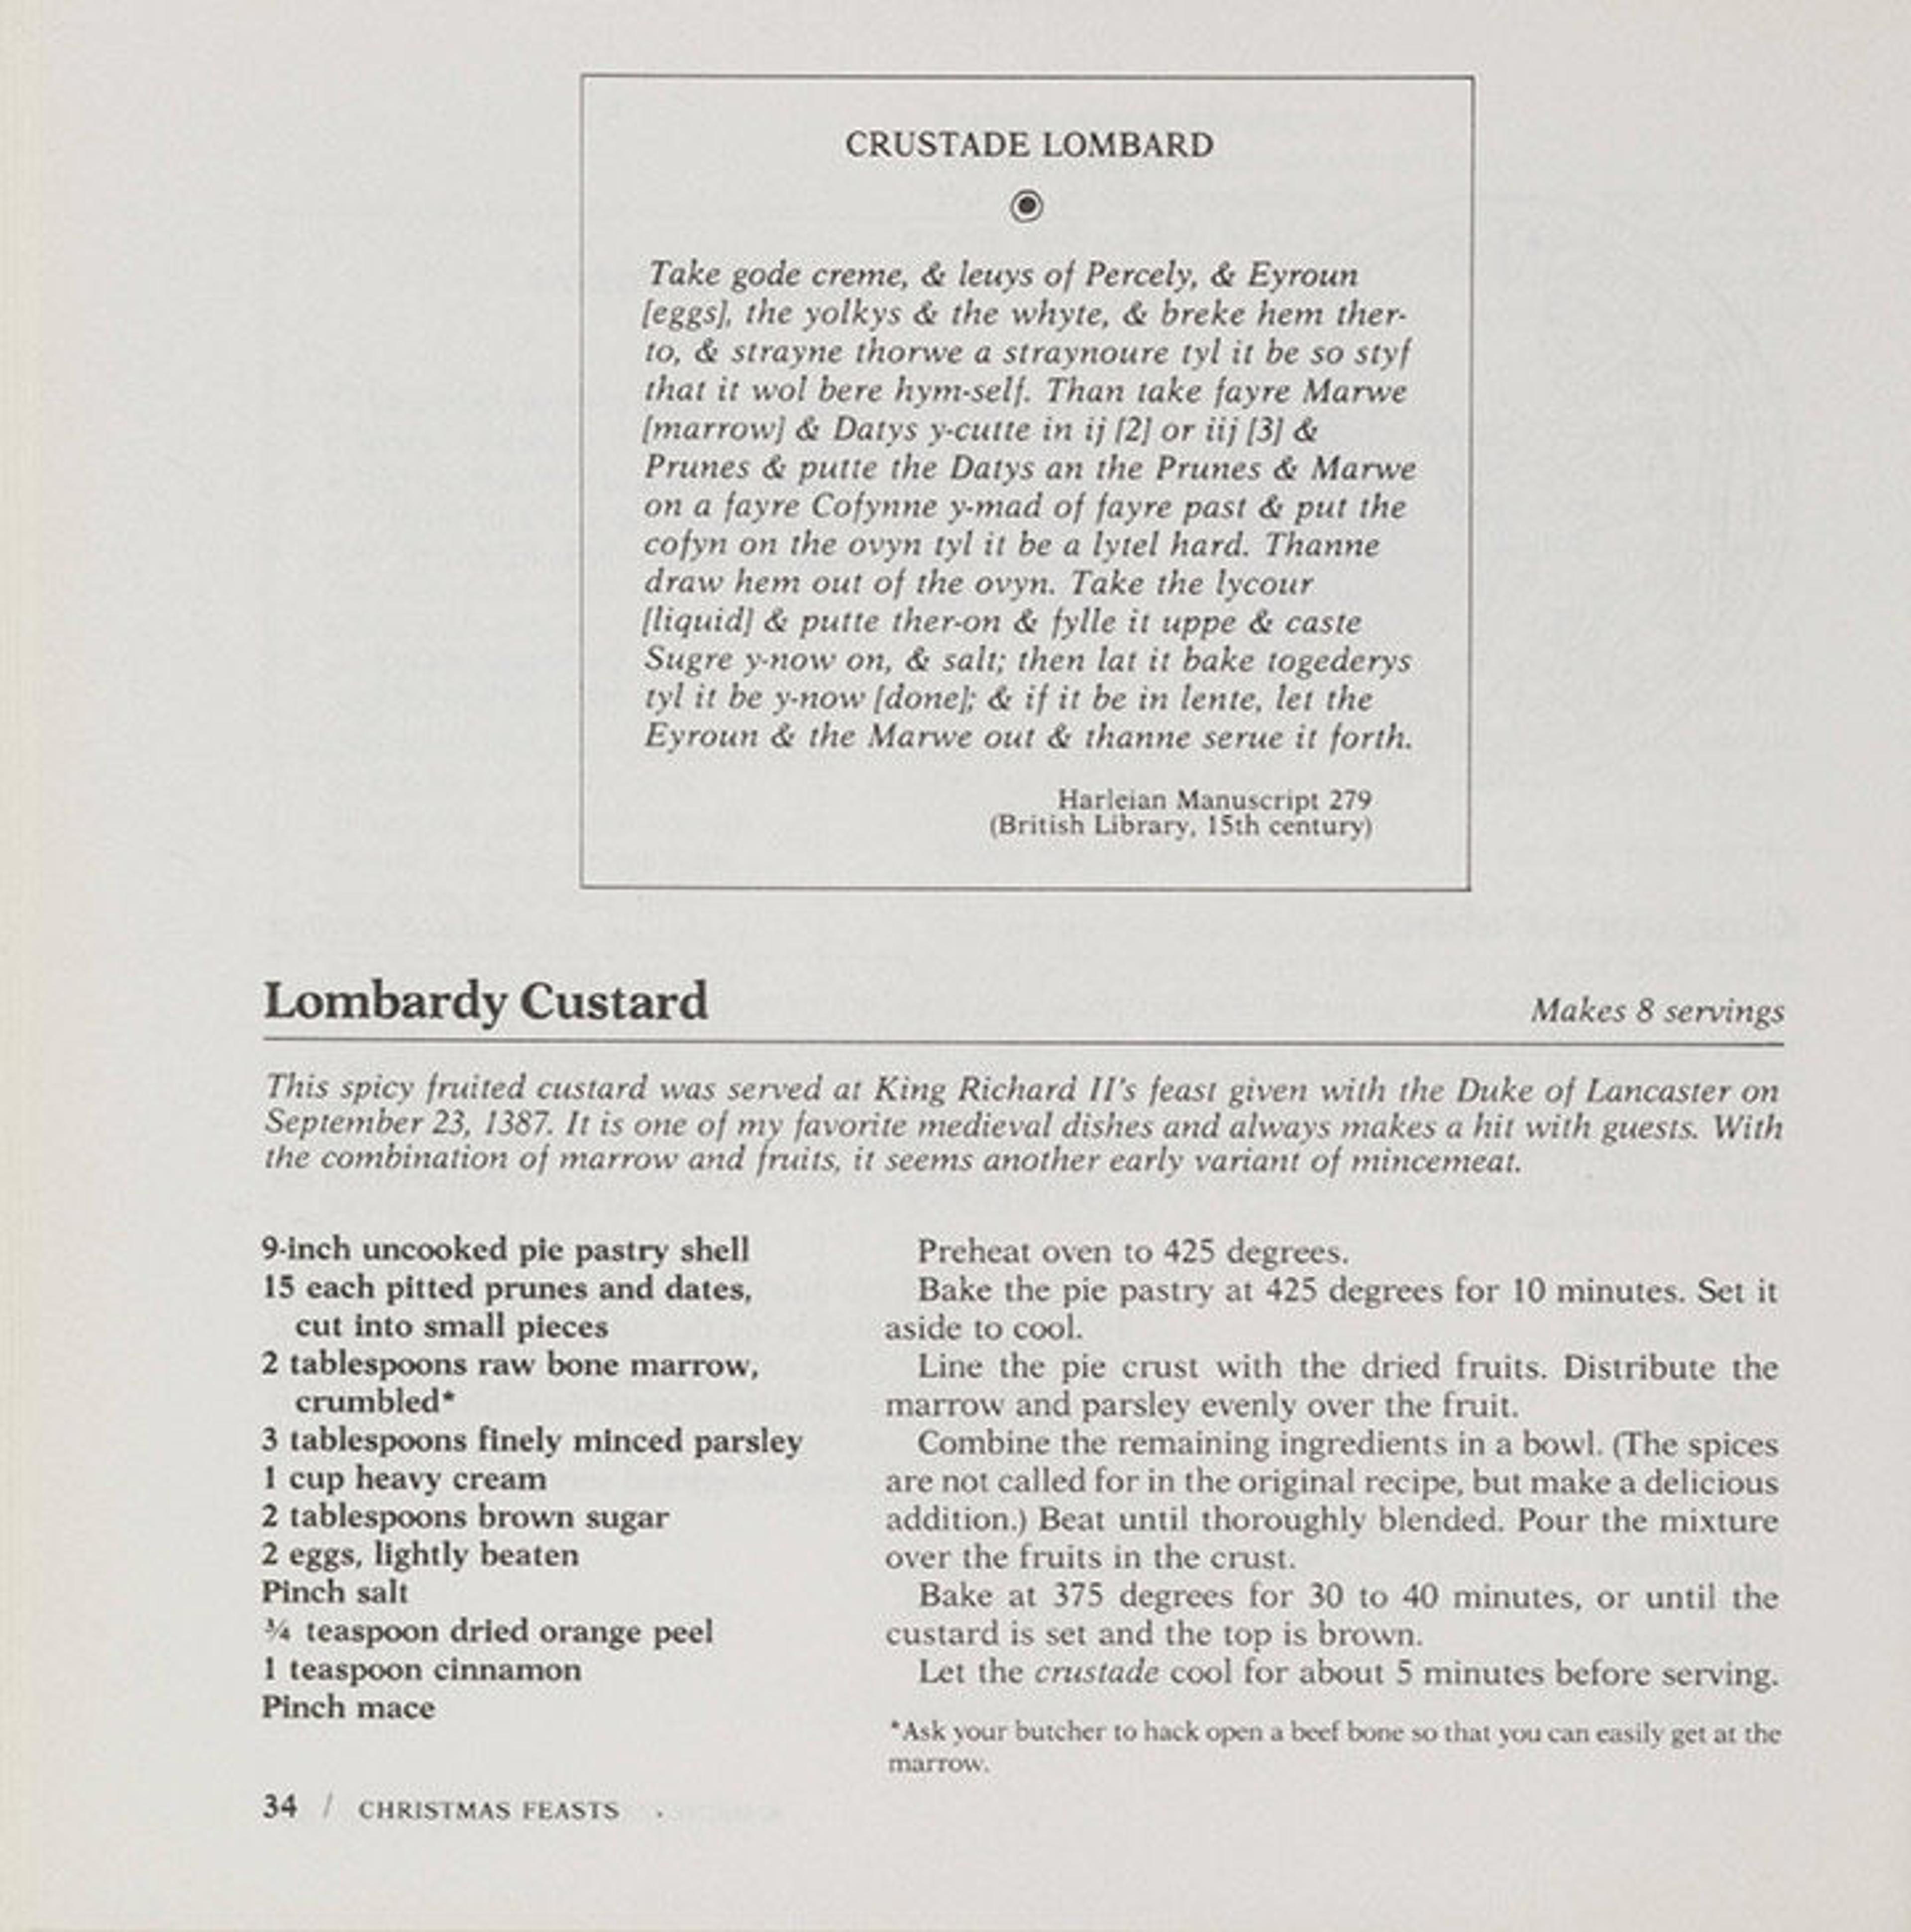 CRUSTADE LOMBARD
Take gode creme, & leuys of Percely, & Eyroun
[eggs], the yolkys & the whyte, & breke hem ther-
to, & strayne thorwe a straynoure tyl it be so styf
that it wol bere hym-self. Than take fayre Marwe
[marrow] & Datys y-cutte in ij [2] or iij [3] &
Prunes & putte the Datys an the Prunes & Marwe
on a fayre Cofynne y-mad of fayre past & put the
cofyn on the ovyn tyl it be a lytel hard. Thanne
draw hem out of the ovyn. Take the lycour
[liquid] & putte ther-on & fylle it uppe & caste
Sugre y-now on, & salt; then lat it bake togederys
tyl it be y-now [done]; & if it be in lente, let the
Eyroun & the Marwe out & thanne serue it forth.
Harleian Manuscript 279
(British Library, 15th century)
Lombardy Custard
Makes 8 servings
This spicy fruited custard was served at King Richard II's feast given with the Duke of Lancaster on
September 23, 1387. It is one of my favorite medieval dishes and always makes a hit with guests. With
the combination of marrow and fruits, it seems another early variant of mincemeat.
9-inch uncooked pie pastry shell
15 each pitted prunes and dates,
cut into small pieces
2 tablespoons raw bone marrow,
crumbled*
3 tablespoons finely minced parsley
1 cup heavy cream
2 tablespoons brown sugar
2 eggs, lightly beaten
Pinch salt
¾ teaspoon dried orange peel
1 teaspoon cinnamon
Pinch mace
Preheat oven to 425 degrees.
Bake the pie pastry at 425 degrees for 10 minutes. Set it
aside to cool.
Line the pie crust with the dried fruits. Distribute the
marrow and parsley evenly over the fruit.
Combine the remaining ingredients in a bowl. (The spices
are not called for in the original recipe, but make a delicious
addition.) Beat until thoroughly blended. Pour the mixture
over the fruits in the crust.
Bake at 375 degrees for 30 to 40 minutes, or until the
custard is set and the top is brown.
Let the crustade cool for about 5 minutes before serving.
*Ask your butcher to hack open a beef bone so that you can easily get at the
marrow.
34 / CHRISTMAS FEASTS